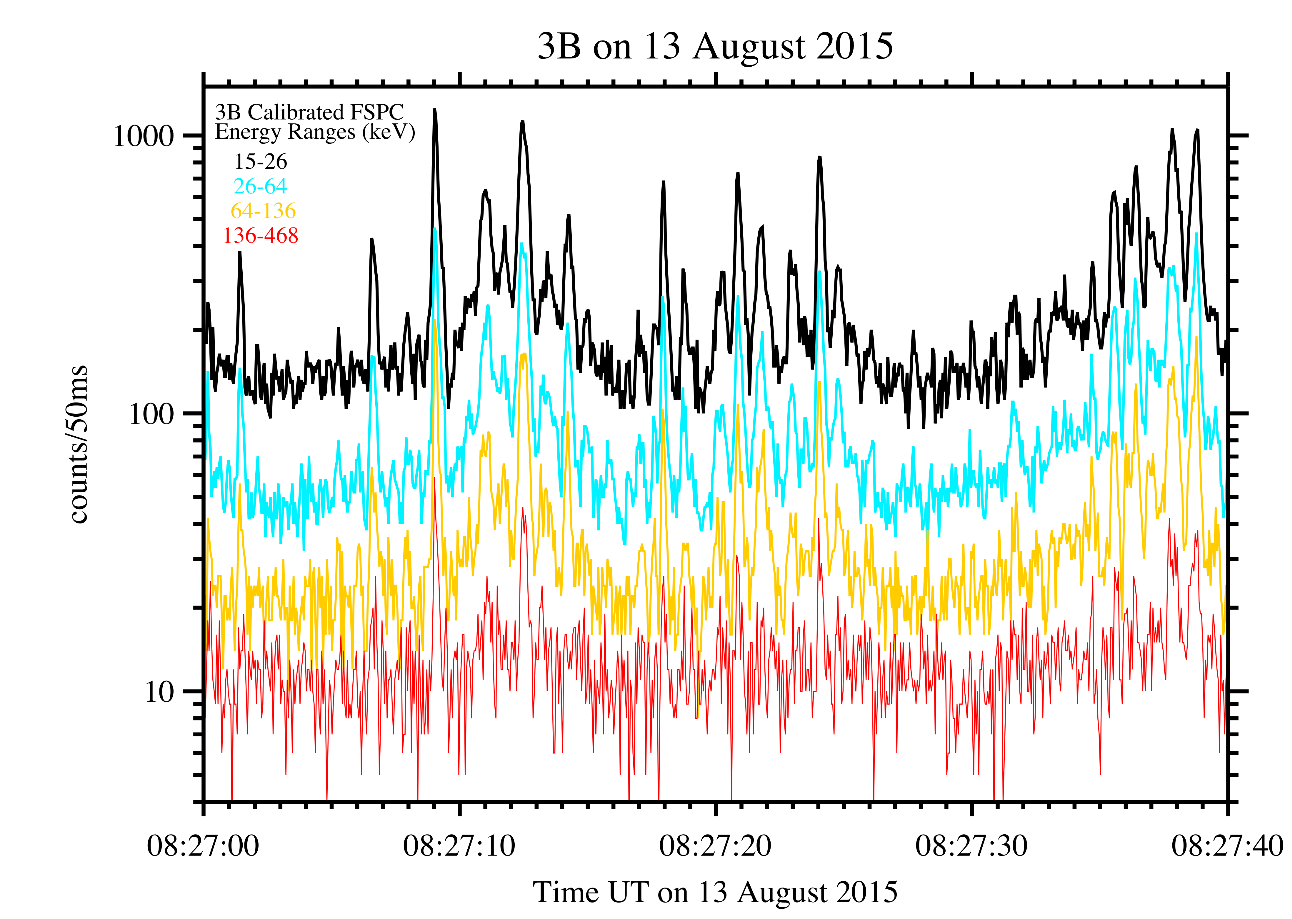 3B on 13 August 2015
3B Calibrated FSPC
Energy Ranges (keV)
15-26
26-64
64-136
136-468
1000
100
10
counts/50ms
08:27:00 08:27:10 08:27:20 08:27:30 08:27:40
Time UT on 13 August 2015